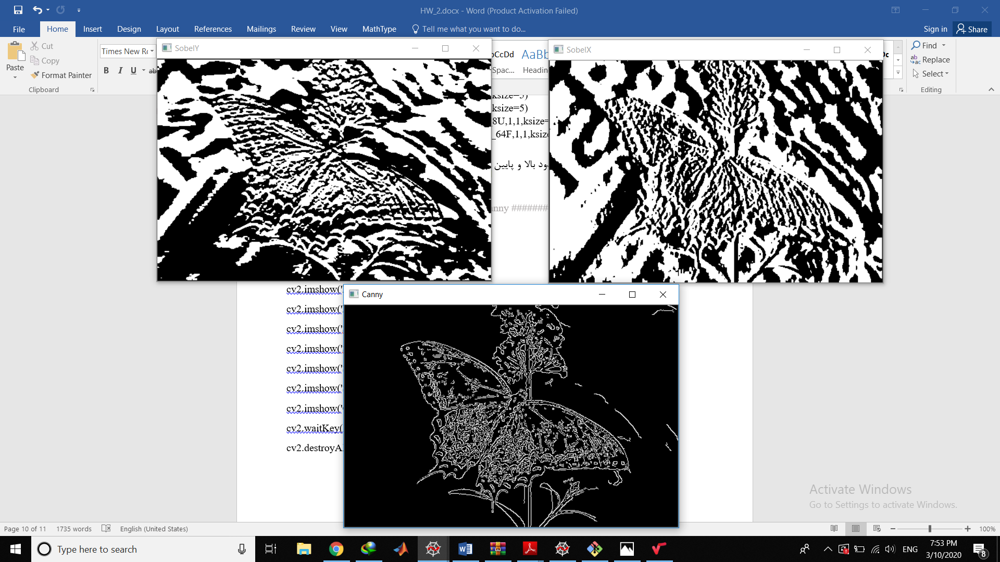 HW_2.docx - Word (Product Activation Failed)
File Home Insert Design Layout References Mailings Review View MathType Tell me what you want to do... Sign in Share
Cut
Copy
Format Painter
Paste
Clipboard
Times New Ro
B I U ab
SobelY
SobelX
Spac...
Headin
Find
Replace
Select
Editing
ksize=5)
ksize=5)
8U,1,1,ksize=
_64F,1,1,ksize
بالا و پایین
anny ########
cv2.imshow('
cv2.imshow('
cv2.imshow('
cv2.imshow('
cv2.imshow('
cv2.imshow('
cv2.imshow('
cv2.waitKey(
cv2.destroyA
Canny
Activate Windows
Go to Settings to activate Windows.
Page 10 of 11 1735 words English (United States) 100%
Type here to search
ENG
7:53 PM
3/10/2020
8